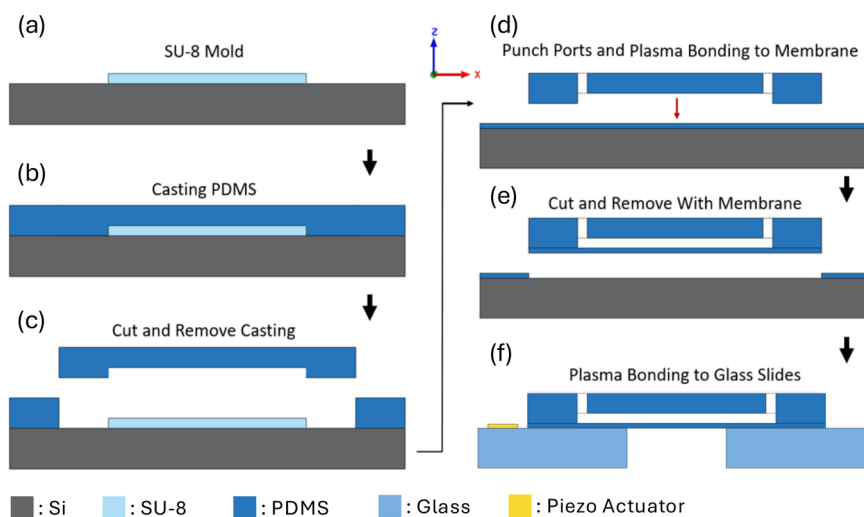 (a)
SU-8 Mold
(b)
Casting PDMS
(c)
Cut and Remove Casting
z
x
(d)
Punch Ports and Plasma Bonding to Membrane
(e)
Cut and Remove With Membrane
(f)
Plasma Bonding to Glass Slides
: Si
: SU-8
: PDMS
: Glass
: Piezo Actuator